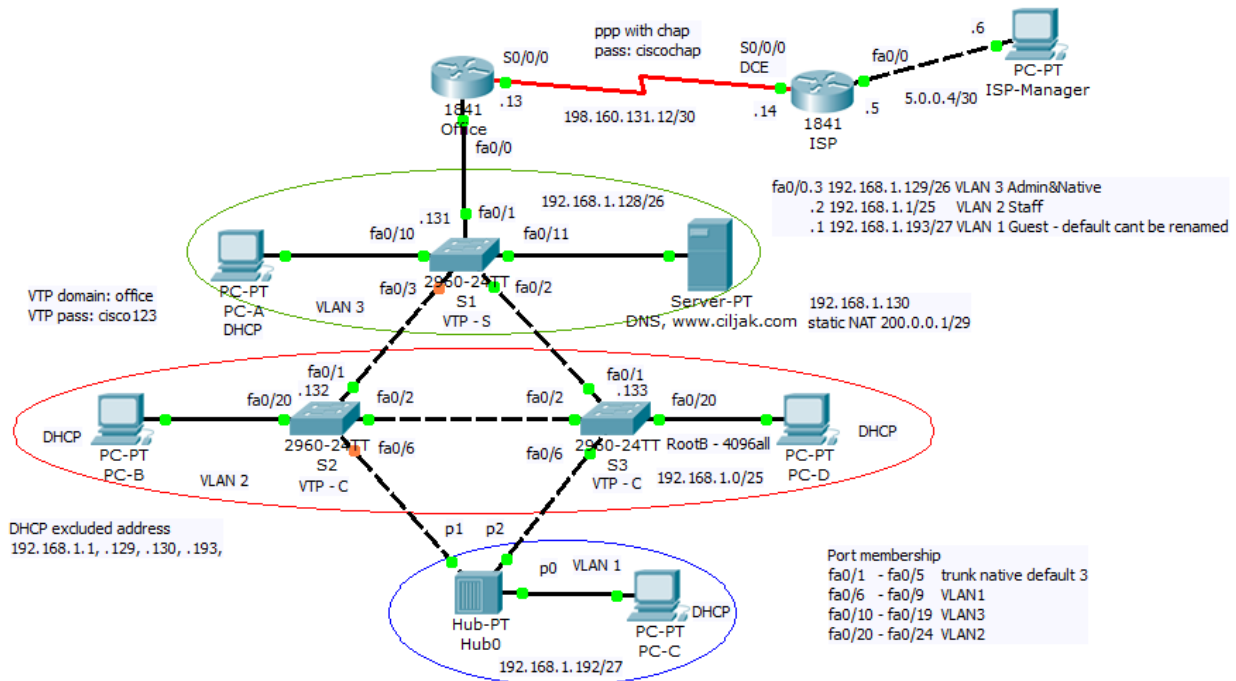 ppp with chap
pass: ciscochap
.6
S0/0/0
S0/0/0
DCE
fa0/0
PC-PT
ISP-Manager
.13
198.160.131.12/30
.14
.5
5.0.0.4/30
1841
Office
1841
ISP
fa0/0
fa0/0.3 192.168.1.129/26 VLAN 3 Admin&Native
.2 192.168.1.1/25 VLAN 2 Staff
.1 192.168.1.193/27 VLAN 1 Guest - default cant be renamed
192.168.1.128/26
.131
fa0/1
fa0/10
fa0/11
2960-24TT
S1
VTP - S
fa0/3
fa0/2
PC-PT
PC-A
DHCP
VLAN 3
Server-PT
DNS, www.ciljak.com
192.168.1.130
static NAT 200.0.0.1/29
VTP domain: office
VTP pass: cisco123
fa0/1
.132
fa0/1
.133
fa0/20
fa0/2
fa0/2
fa0/20
DHCP
PC-PT
PC-B
2960-24TT
S2
VTP - C
fa0/6
VLAN 2
2960-24TT
S3
VTP - C
fa0/6
RootB - 4096all
192.168.1.0/25
PC-PT
PC-D
DHCP
DHCP excluded address
192.168.1.1, .129, .130, .193,
p1
p2
p0
VLAN 1
Hub-PT
Hub0
DHCP
PC-PT
PC-C
192.168.1.192/27
Port membership
fa0/1 - fa0/5 trunk native default 3
fa0/6 - fa0/9 VLAN1
fa0/10 - fa0/19 VLAN3
fa0/20 - fa0/24 VLAN2